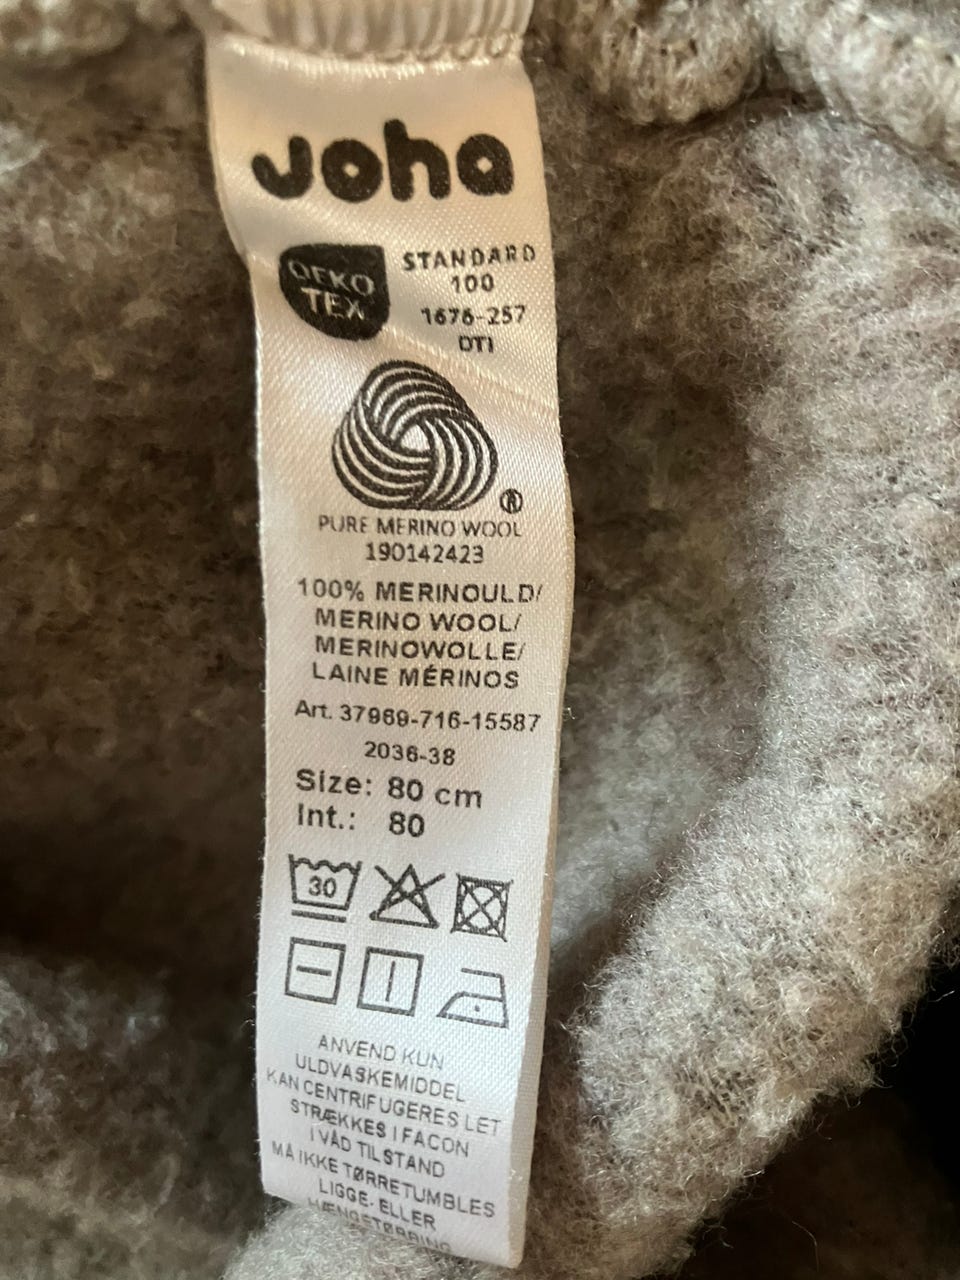 Joha
OEKO
TEX
STANDARD
100
1676-257
DTI
®
PURE MERINO WOOL
190142423
100% MERINOULD/
MERINO WOOL/
MERINOWOLLE/
LAINE MÉRINOS
Art. 37969-716-15587
2036-38
Size: 80 cm
Int.: 80
30
ANVEND KUN
ULDVASKEMIDDEL
KAN CENTRIFUGERES LET
STRÆKKES I FACON
I VÅD TILSTAND
MÅ IKKE TØRRETUMBLES
LIGGE- ELLER
HÆNGETØRRING